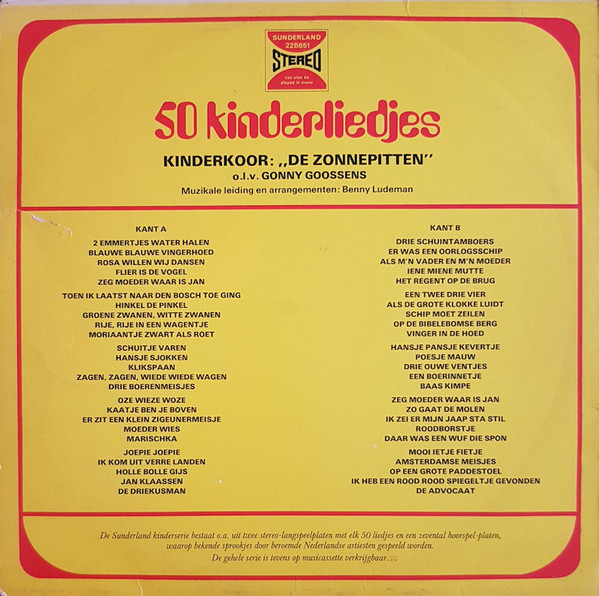 SUNDERLAND
22B661
STEREO
can also be
played in mono
50 kinderliedjes
KINDERKOOR: ,,DE ZONNEPITTEN''
o.l.v. GONNY GOOSSENS
Muzikale leiding en arrangementen: Benny Ludeman
KANT A
2 EMMERTJES WATER HALEN
BLAUWE BLAUWE VINGERHOED
ROSA WILLEN WIJ DANSEN
FLIER IS DE VOGEL
ZEG MOEDER WAAR IS JAN
TOEN IK LAATST NAAR DEN BOSCH TOE GING
HINKEL DE PINKEL
GROENE ZWANEN, WITTE ZWANEN
RIJE, RIJE IN EEN WAGENTJE
MORIAANTJE ZWART ALS ROET
SCHUITJE VAREN
HANSJE SJOKKEN
KLIKSPAAN
ZAGEN, ZAGEN, WIEDE WIEDE WAGEN
DRIE BOERENMEISJES
OZE WIEZE WOZE
KAATJE BEN JE BOVEN
ER ZIT EEN KLEIN ZIGEUNERMEISJE
MOEDER WIES
MARISCHKA
JOEPIE JOEPIE
IK KOM UIT VERRE LANDEN
HOLLE BOLLE GIJS
JAN KLAASSEN
DE DRIEKUSMAN
KANT B
DRIE SCHUINTAMBOERS
ER WAS EEN OORLOGSSCHIP
ALS M'N VADER EN M'N MOEDER
IENE MIENE MUTTE
HET REGENT OP DE BRUG
EEN TWEE DRIE VIER
ALS DE GROTE KLOKKE LUIDT
SCHIP MOET ZEILEN
OP DE BIBELEBOMSE BERG
VINGER IN DE HOED
HANSJE PANSJE KEVERTJE
POESJE MAUW
DRIE OUWE VENTJES
EEN BOERINNETJE
BAAS KIMPE
ZEG MOEDER WAAR IS JAN
ZO GAAT DE MOLEN
IK ZEI ER MIJN JAAP STA STIL
ROODBORSTJE
DAAR WAS EEN WUF DIE SPON
MOOI IETJE FIETJE
AMSTERDAMSE MEISJES
OP EEN GROTE PADDESTOEL
IK HEB EEN ROOD ROOD SPIEGELTJE GEVONDEN
DE ADVOCAAT
De Sunderland kinderserie bestaat o.a. uit twee stereo-langspeelplaten met elk 50 liedjes en een zevental hoorspel-platen,
waarop bekende sprookjes door beroemde Nederlandse artiesten gespeeld worden.
De gehele serie is tevens op musicassette verkrijgbaar.